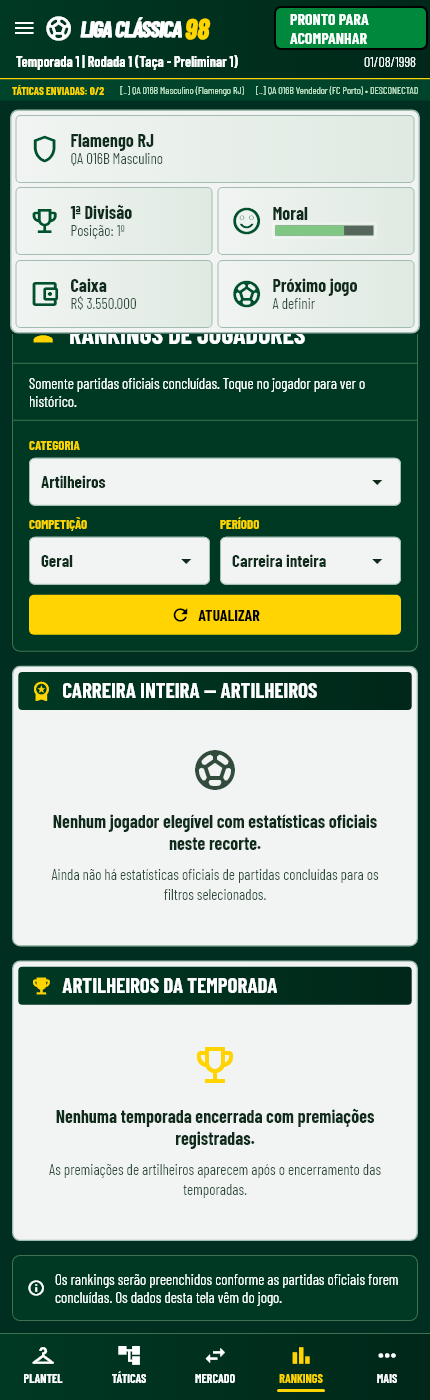 LIGA CLÁSSICA 98
PRONTO PARA
ACOMPANHAR
Temporada 1 | Rodada 1 (Taça - Preliminar 1)
01/08/1998
TÁTICAS ENVIADAS: 0/2
[..] QA 016B Masculino (Flamengo RJ)
[..] QA 016B Vendedor (FC Porto) • DESCONECTAD
Flamengo RJ
QA 016B Masculino
1ª Divisão
Posição: 1º
Moral
Caixa
R$ 3.550.000
Próximo jogo
A definir
RANKINGS DE JOGADORES
Somente partidas oficiais concluídas. Toque no jogador para ver o
histórico.
CATEGORIA
Artilheiros
COMPETIÇÃO
PERÍODO
Geral
Carreira inteira
ATUALIZAR
CARREIRA INTEIRA — ARTILHEIROS
Nenhum jogador elegível com estatísticas oficiais
neste recorte.
Ainda não há estatísticas oficiais de partidas concluídas para os
filtros selecionados.
ARTILHEIROS DA TEMPORADA
Nenhuma temporada encerrada com premiações
registradas.
As premiações de artilheiros aparecem após o encerramento das
temporadas.
Os rankings serão preenchidos conforme as partidas oficiais forem
concluídas. Os dados desta tela vêm do jogo.
PLANTEL
TÁTICAS
MERCADO
RANKINGS
MAIS